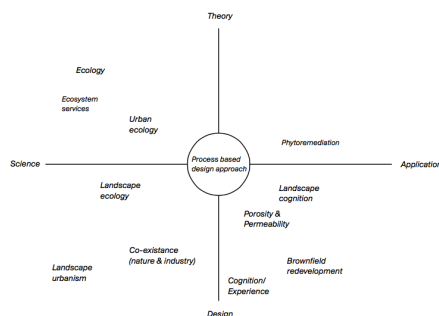 Theory
Ecology
Ecosystem
services
Urban
ecology
Phytoremediation
Process based
design approach
Science
Application
Landscape
ecology
Landscape
cognition
Porosity &
Permeability
Co-existance
(nature & industry)
Landscape
urbanism
Brownfield
redevelopment
Cognition/
Experience
Design